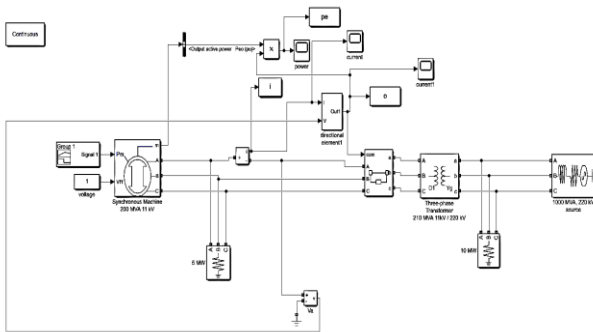 Continuous
pe
<Output active power Peo (pu)>
x
power
current
current1
i
o
i
Out1
V
directional
element1
Group 1
Signal 1
Pm
m
A
B
C
1
Vf
voltage
Synchronous Machine
200 MVA 11 kV
com
A
B
C
a
b
c
A
B
C
a
b
c
Three-phase
Transformer
210 MVA 11kV / 220 kV
A
B
C
1000 MVA, 220 kV
source
A
B
C
5 MW
A
B
C
10 MW
Va